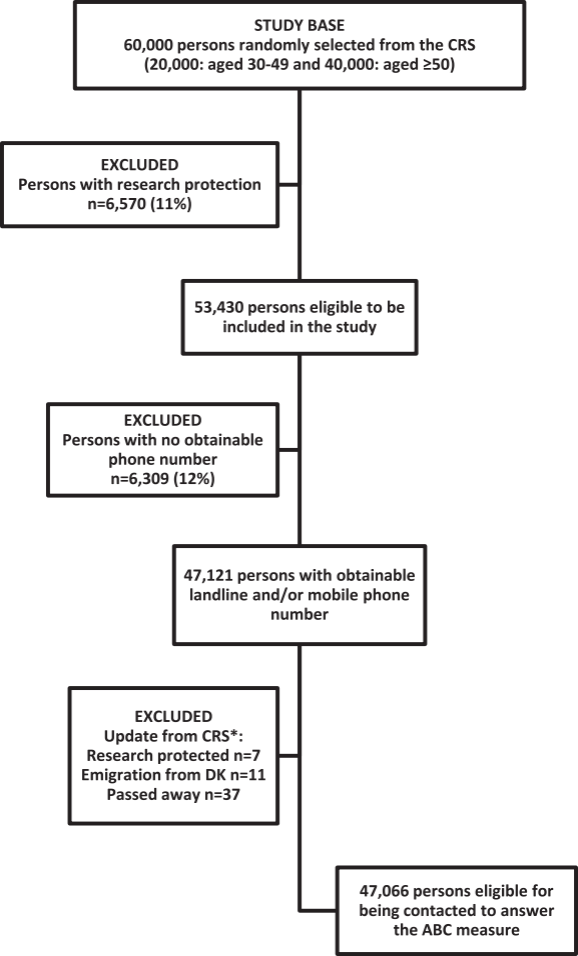 STUDY BASE
60,000 persons randomly selected from the CRS
(20,000: aged 30-49 and 40,000: aged ≥50)
EXCLUDED
Persons with research protection
n=6,570 (11%)
53,430 persons eligible to be
included in the study
EXCLUDED
Persons with no obtainable
phone number
n=6,309 (12%)
47,121 persons with obtainable
landline and/or mobile phone
number
EXCLUDED
Update from CRS*:
Research protected n=7
Emigration from DK n=11
Passed away n=37
47,066 persons eligible for
being contacted to answer
the ABC measure